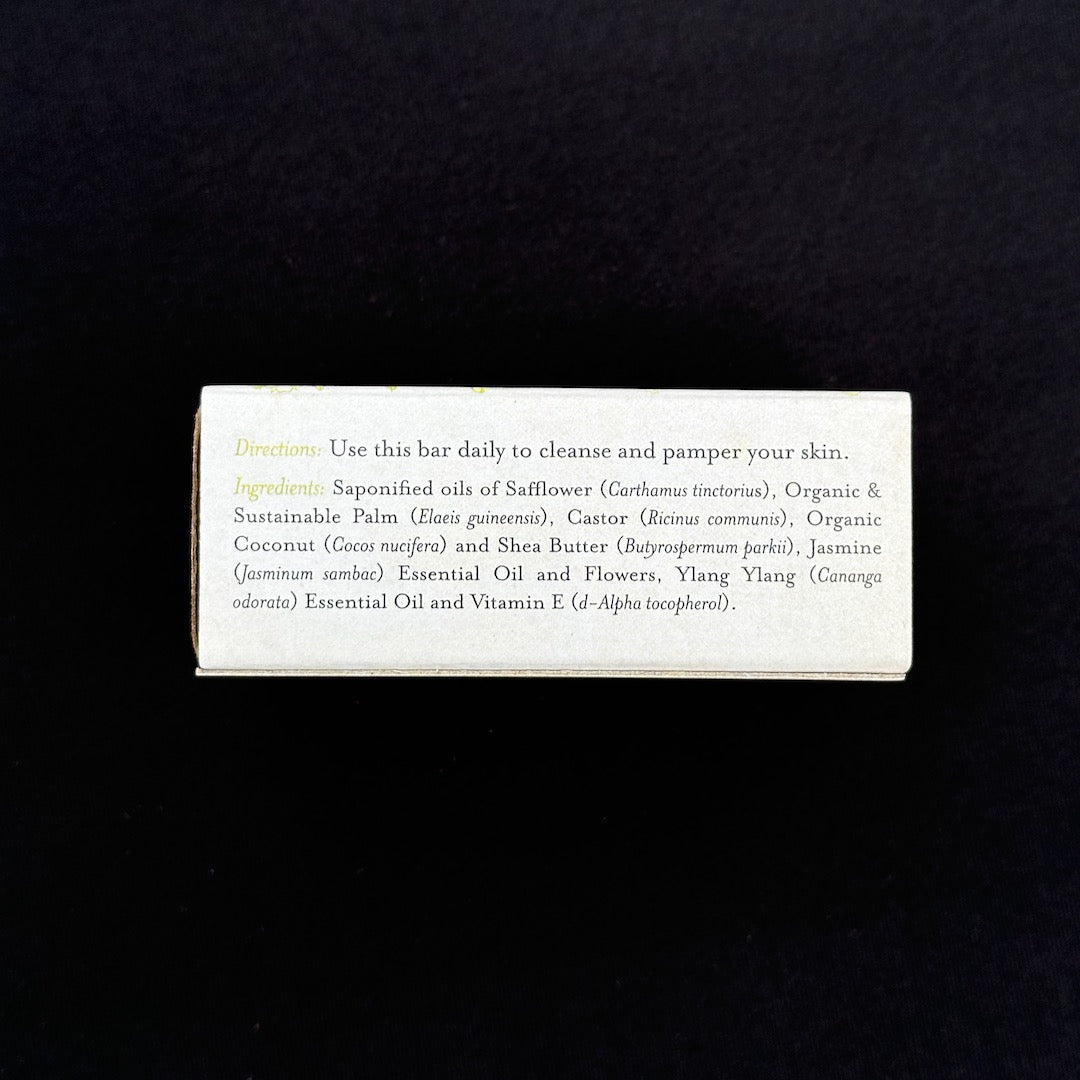 Directions: Use this bar daily to cleanse and pamper your skin.
Ingredients: Saponified oils of Safflower (Carthamus tinctorius), Organic &
Sustainable Palm (Elaeis guineensis), Castor (Ricinus communis), Organic
Coconut (Cocos nucifera) and Shea Butter (Butyrospermum parkii), Jasmine
(Jasminum sambac) Essential Oil and Flowers, Ylang Ylang (Cananga
odorata) Essential Oil and Vitamin E (d-Alpha tocopherol).